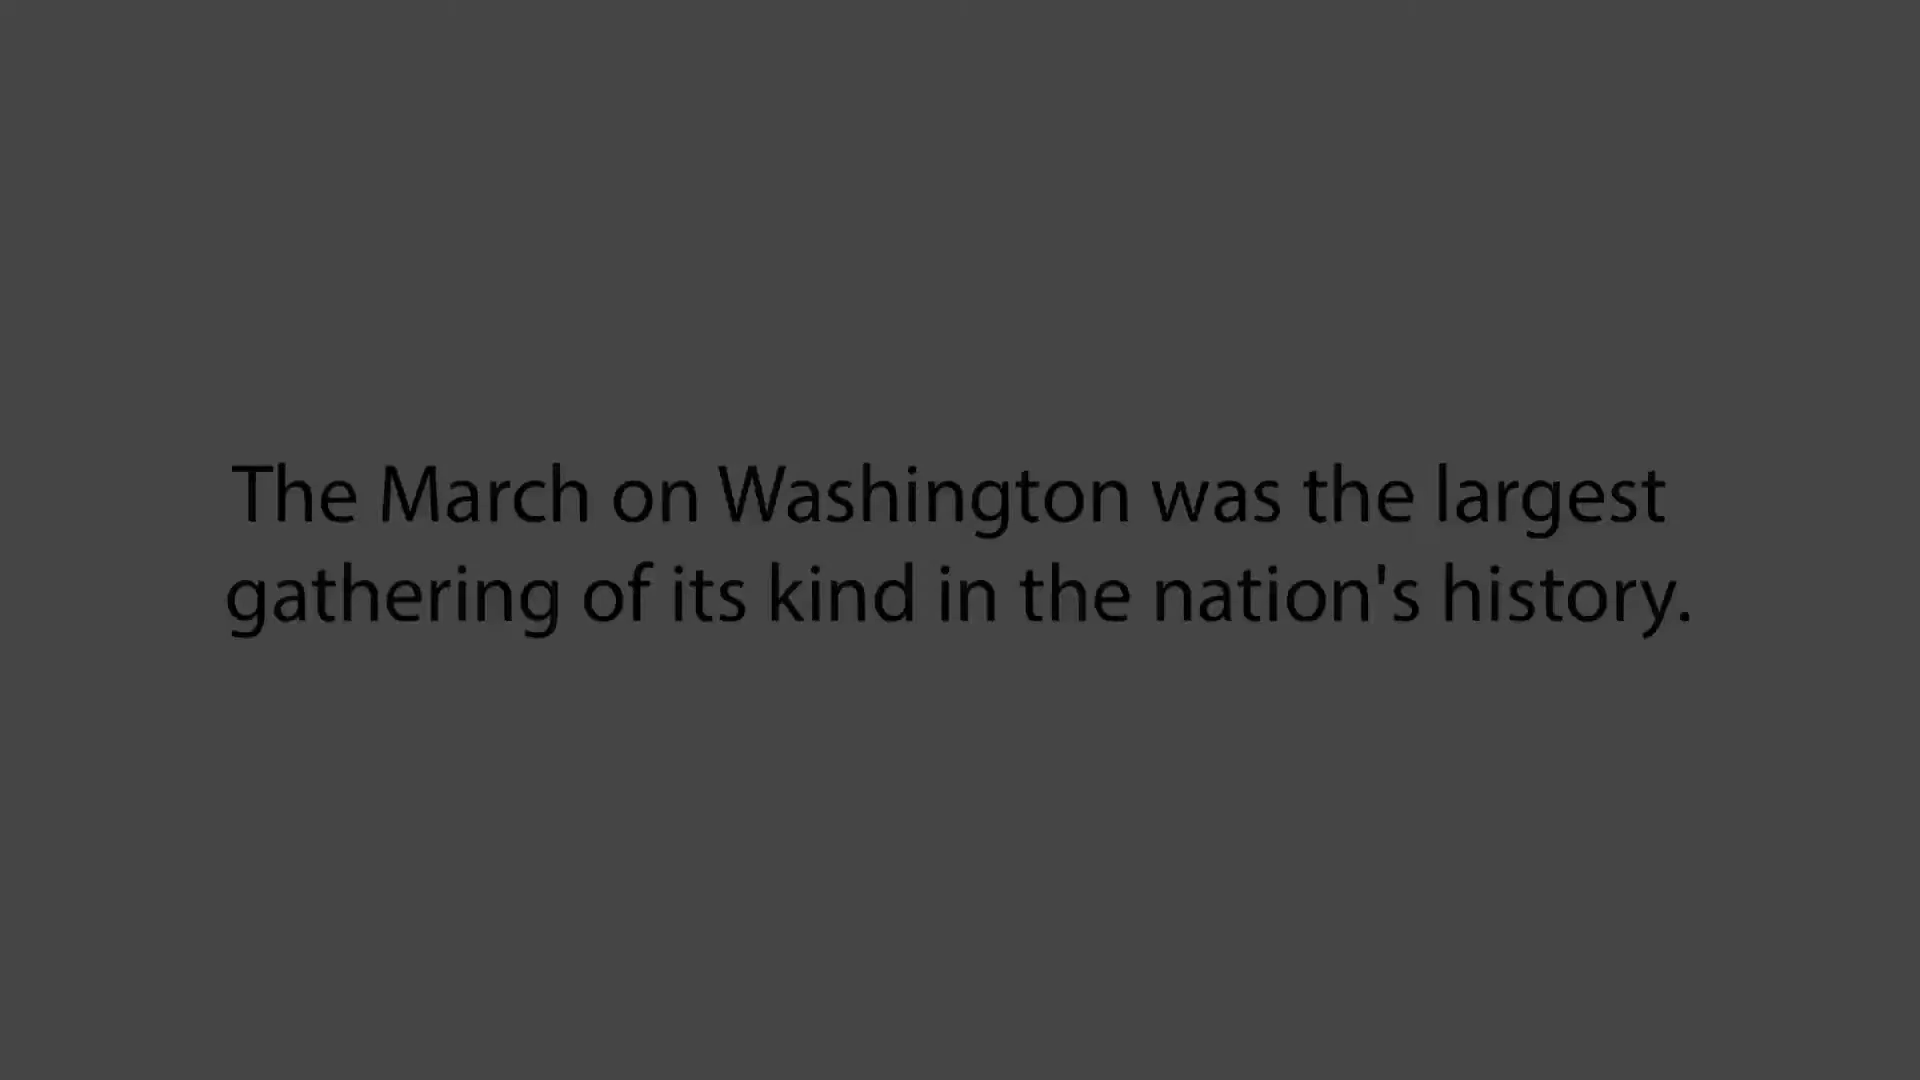 The March on Washington was the largest
gathering of its kind in the nation's history.